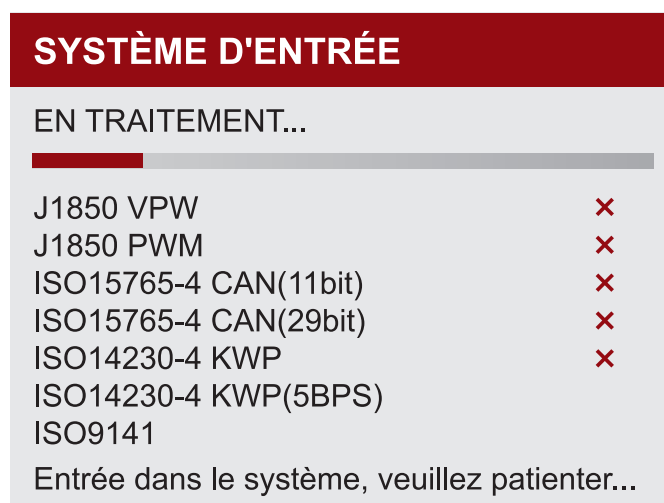 SYSTÈME D'ENTRÉE
EN TRAITEMENT...
J1850 VPW ×
J1850 PWM ×
ISO15765-4 CAN(11bit) ×
ISO15765-4 CAN(29bit) ×
ISO14230-4 KWP ×
ISO14230-4 KWP(5BPS)
ISO9141
Entrée dans le système, veuillez patienter...